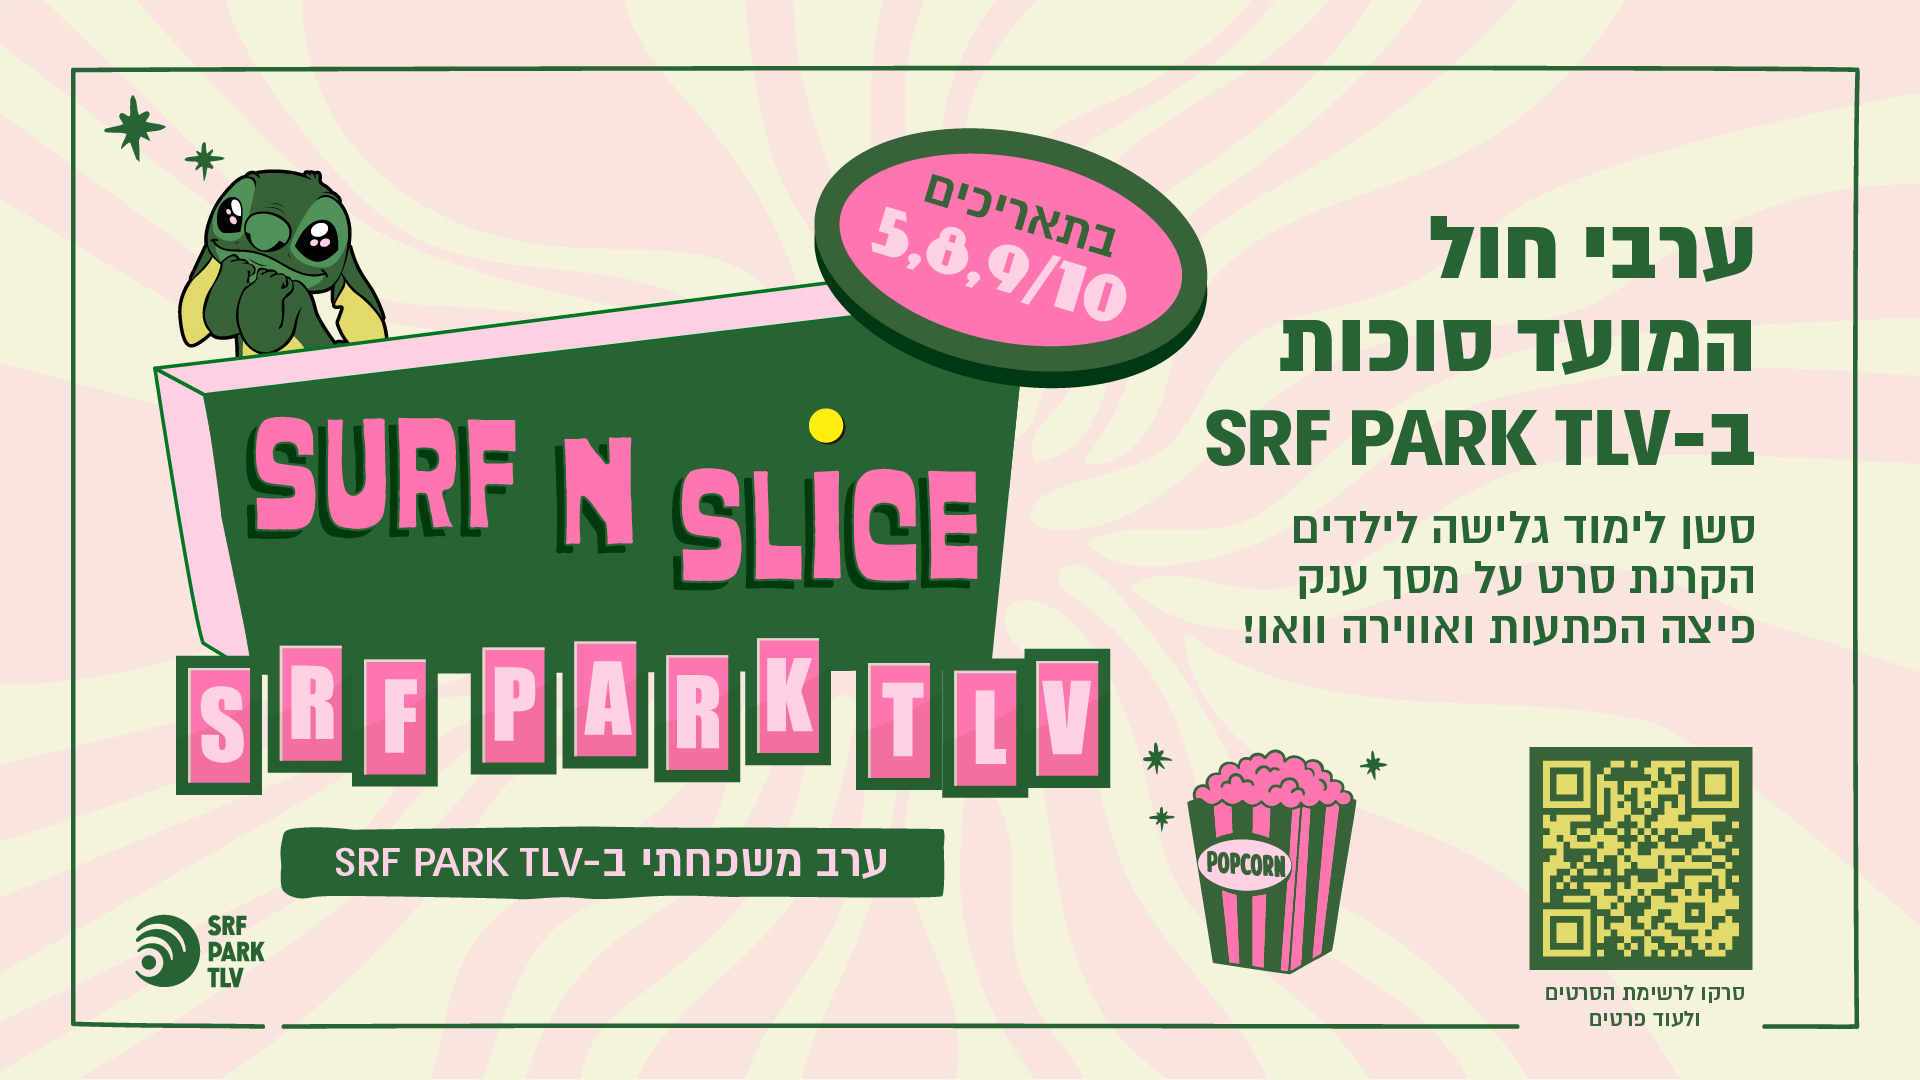 בתאריכים
5,8,9/10
SURF N SLICE
SRF PARK TLV
ערב משפחתי ב-SRF PARK TLV
SRF
PARK
TLV
ערבי חול
המועד סוכות
ב-SRF PARK TLV
סשן לימוד גלישה לילדים
הקרנת סרט על מסך ענק
פיצה הפתעות ואווירה וואו!
POPCORN
סרקו לרשימת הסרטים
ולעוד פרטים